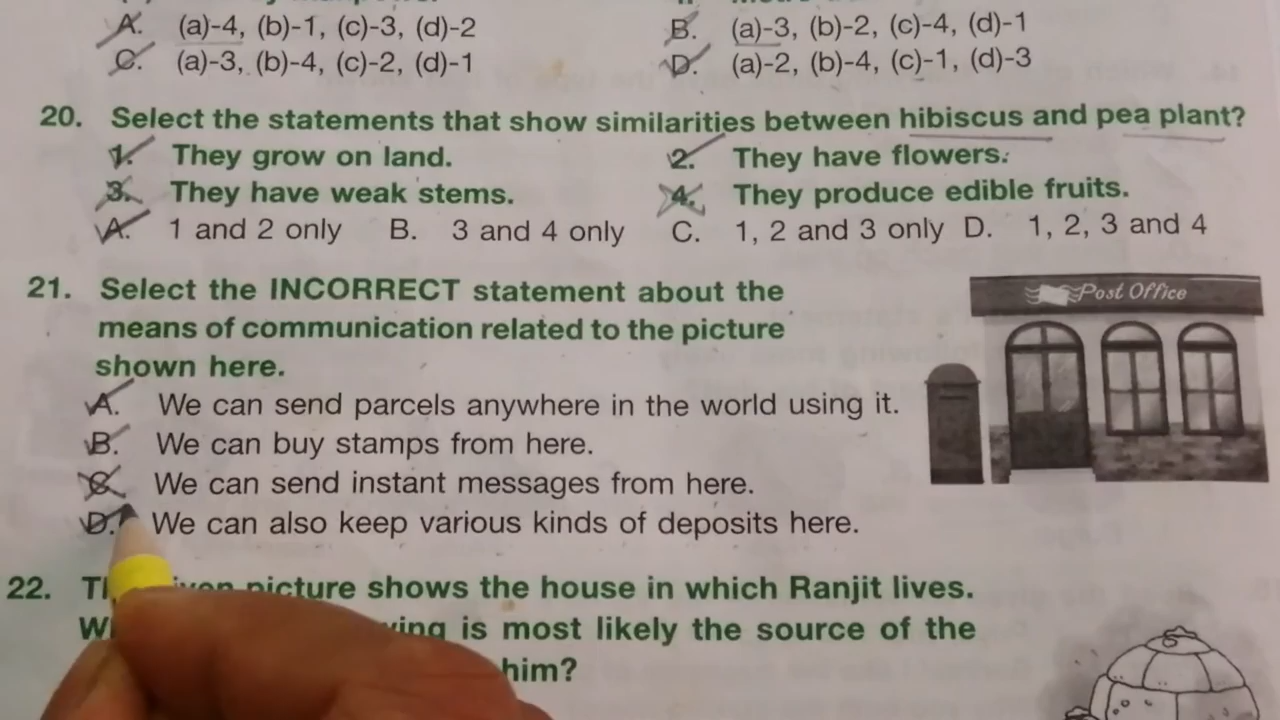 A. (a)-4, (b)-1, (c)-3, (d)-2 B. (a)-3, (b)-2, (c)-4, (d)-1
C. (a)-3, (b)-4, (c)-2, (d)-1 D. (a)-2, (b)-4, (c)-1, (d)-3
20. Select the statements that show similarities between hibiscus and pea plant?
1. They grow on land. 2. They have flowers.
3. They have weak stems. 4. They produce edible fruits.
A. 1 and 2 only B. 3 and 4 only C. 1, 2 and 3 only D. 1, 2, 3 and 4
21. Select the INCORRECT statement about the
means of communication related to the picture
shown here.
Post Office
A. We can send parcels anywhere in the world using it.
B. We can buy stamps from here.
C. We can send instant messages from here.
D. We can also keep various kinds of deposits here.
22. picture shows the house in which Ranjit lives.
is most likely the source of the
him?